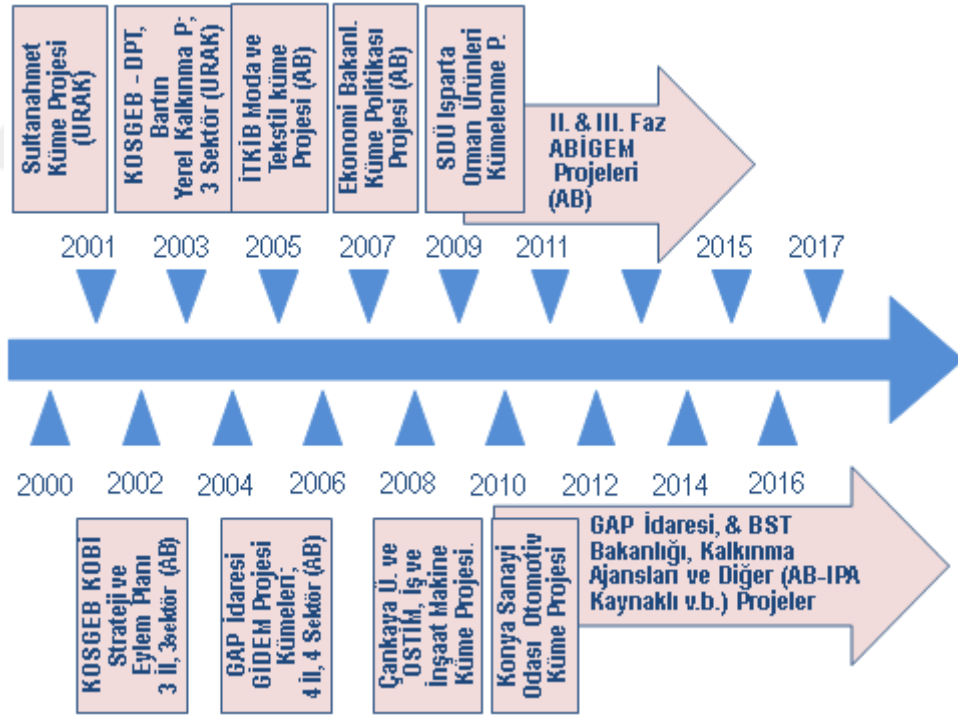 Sultanahmet
Küme Projesi
(URAK)
KOSGEB - DPT,
Bartın
Yerel Kalkınma P;
3 Sektör (URAK)
İTKİB Moda ve
Tekstil küme
Projesi (AB)
Ekonomi Bakanl.
Küme Politikası
Projesi (AB)
SDÜ Isparta
Orman Ürünleri
Kümelenme P.
II. & III. Faz
ABİGEM
Projeleri
(AB)
2001
2003
2005
2007
2009
2011
2015
2017
2000
2002
2004
2006
2008
2010
2012
2014
2016
KOSGEB KOBİ
Strateji ve
Eylem Planı
3 İl, 3sektör (AB)
GAP İdaresi
GİDEM Projesi
Kümeleri;
4 il, 4 Sektör (AB)
Çankaya Ü. ve
OSTİM, İş ve
İnşaat Makine
Küme Projesi.
Konya Sanayi
Odası Otomotiv
Küme Projesi
GAP İdaresi, & BST
Bakanlığı, Kalkınma
Ajansları ve Diğer (AB-IPA
Kaynaklı v.b.) Projeler